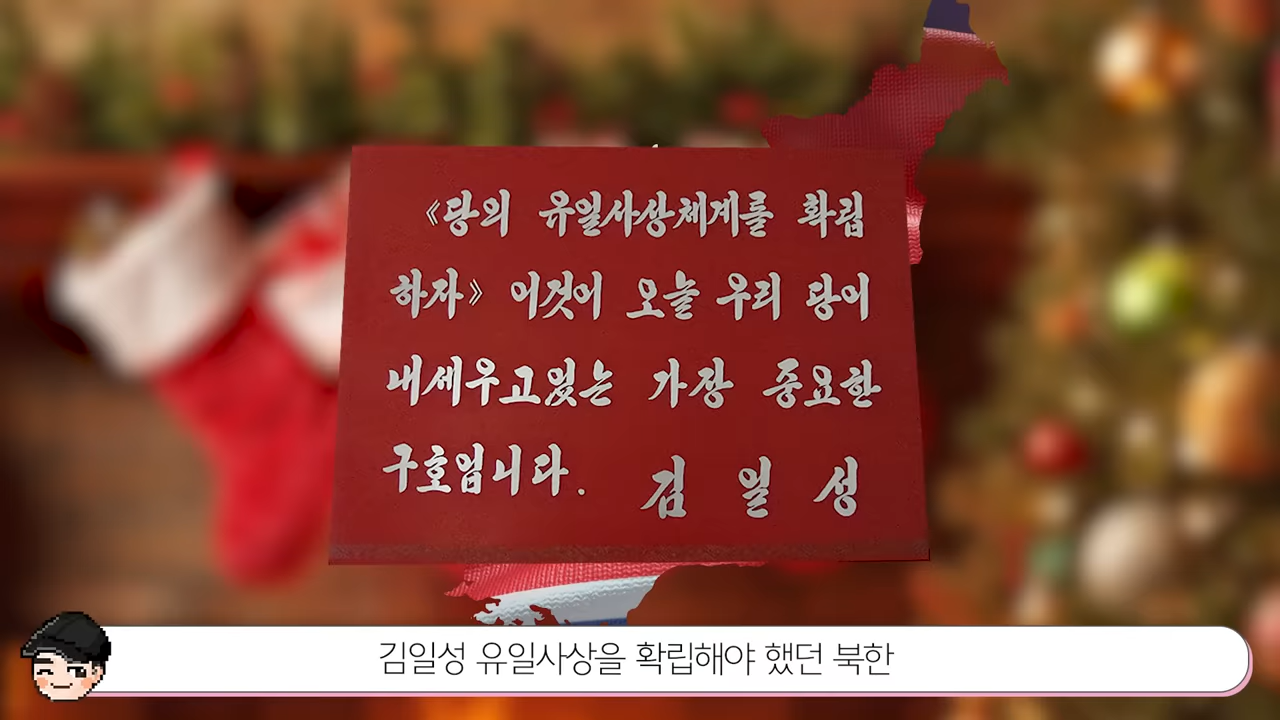 《당의 유일사상체계를 확립
하자》 이것이 오늘 우리 당이
내세우고있는 가장 중요한
구호입니다. 김 일 성
김일성 유일사상을 확립해야 했던 북한